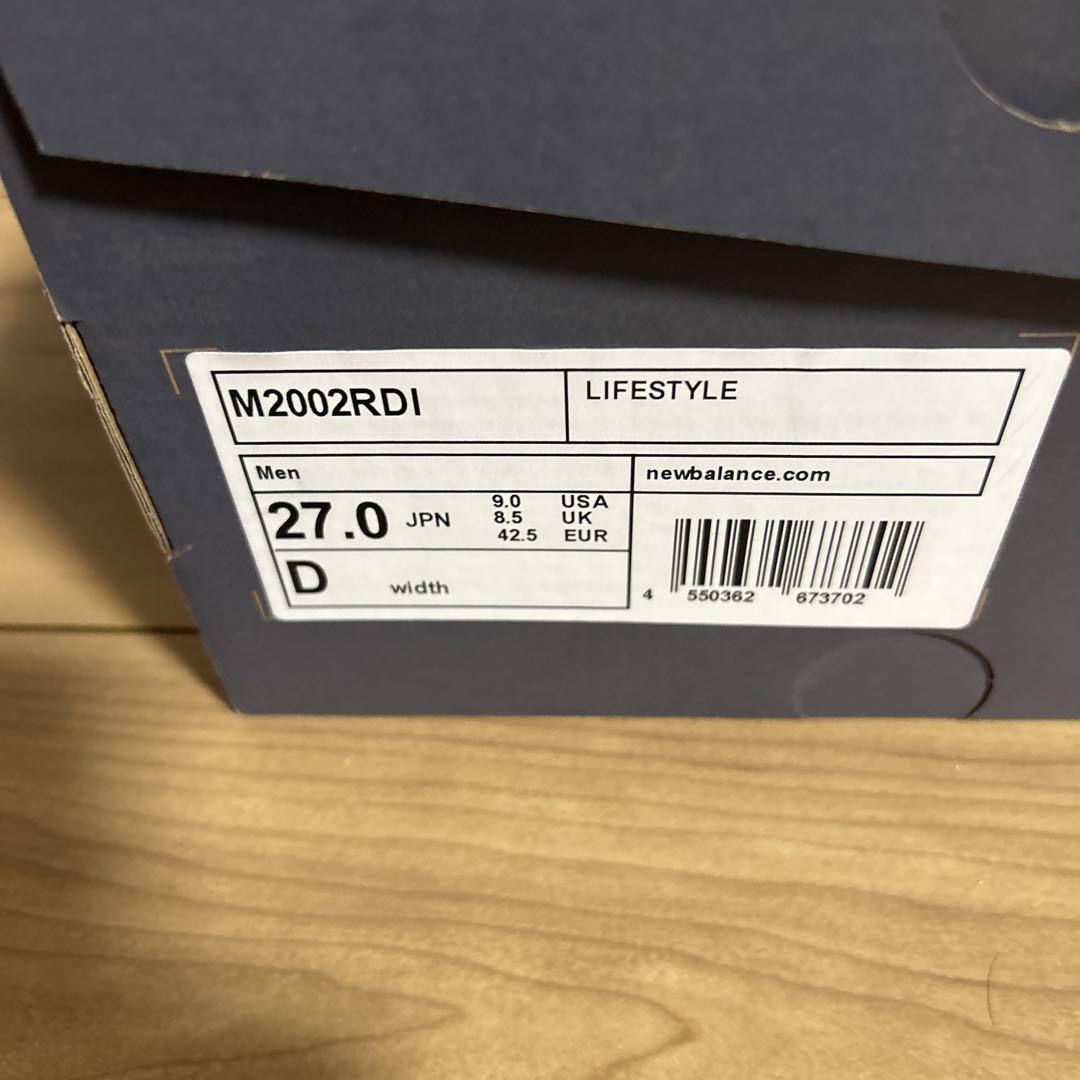 M2002RDI
LIFESTYLE
Men
newbalance.com
27.0 JPN
9.0 USA
8.5 UK
42.5 EUR
D width
4 550362 673702